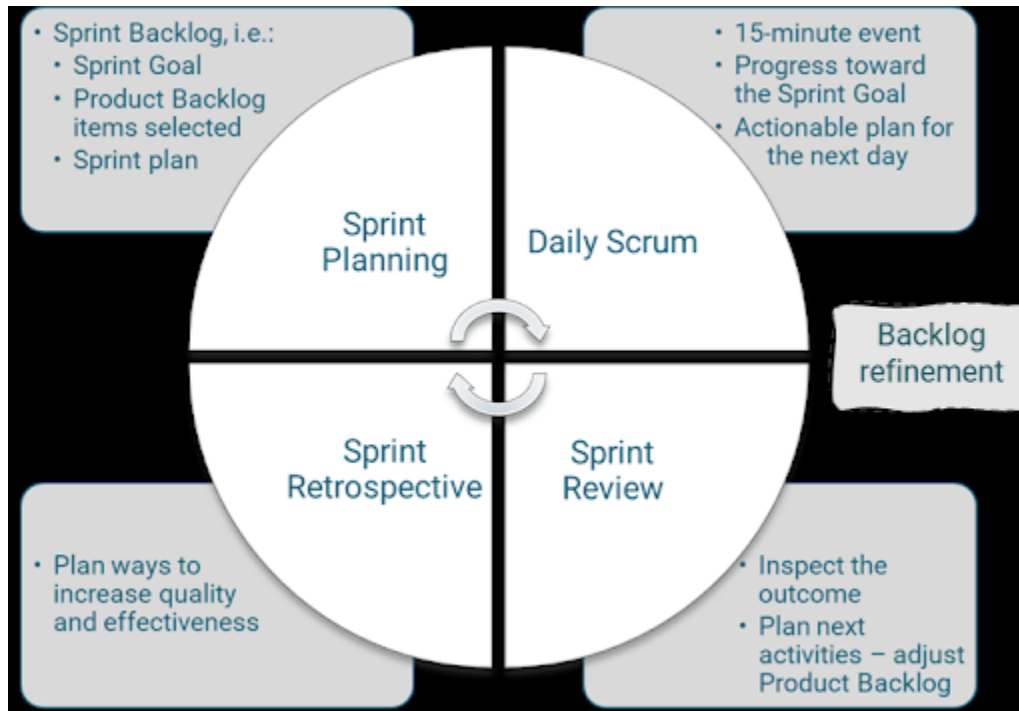 • Sprint Backlog, i.e.:
• Sprint Goal
• Product Backlog
items selected
• Sprint plan
• 15-minute event
• Progress toward
the Sprint Goal
• Actionable plan for
the next day
Sprint
Planning
Daily Scrum
Backlog
refinement
Sprint
Retrospective
Sprint
Review
• Plan ways to
increase quality
and effectiveness
• Inspect the
outcome
• Plan next
activities – adjust
Product Backlog